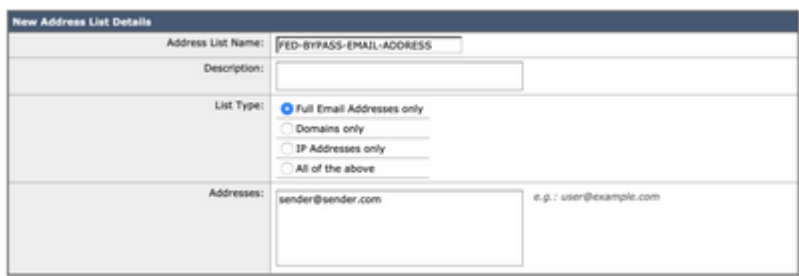 New Address List Details
Address List Name: FED-BYPASS-EMAIL-ADDRESS
Description:
List Type: Full Email Addresses only
Domains only
IP Addresses only
All of the above
Addresses: sender@sender.com e.g.: user@example.com